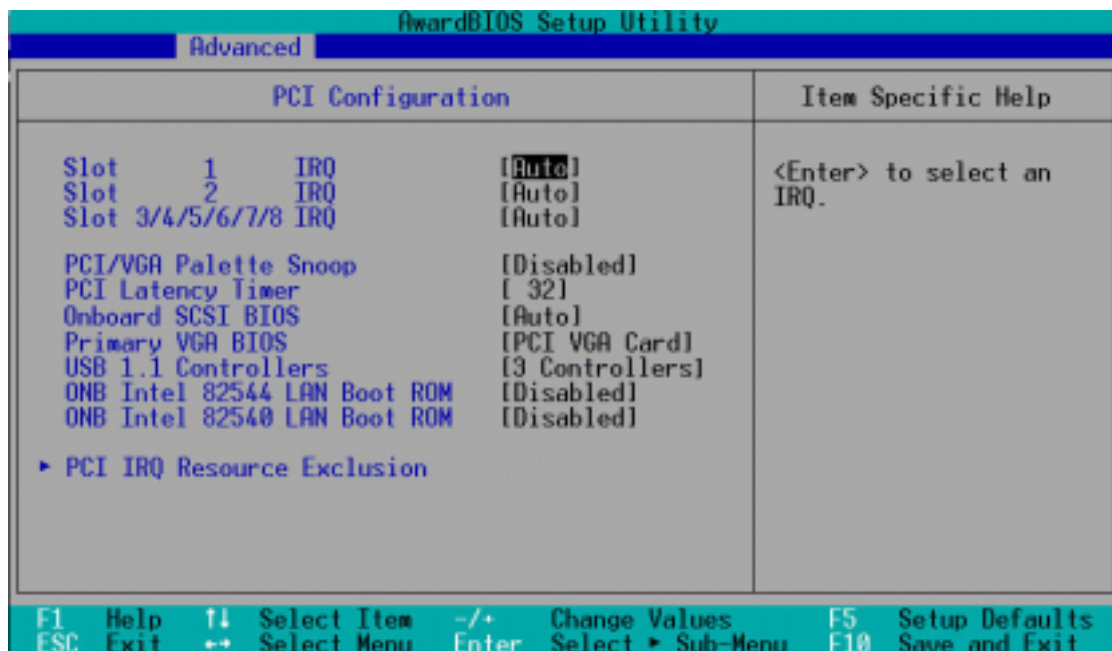 AwardBIOS Setup Utility
Advanced
PCI Configuration
Item Specific Help
Slot 1 IRQ [Auto]
Slot 2 IRQ [Auto]
Slot 3/4/5/6/7/8 IRQ [Auto]
PCI/VGA Palette Snoop [Disabled]
PCI Latency Timer [ 32]
Onboard SCSI BIOS [Auto]
Primary VGA BIOS [PCI VGA Card]
USB 1.1 Controllers [3 Controllers]
ONB Intel 82544 LAN Boot ROM [Disabled]
ONB Intel 82540 LAN Boot ROM [Disabled]
▸ PCI IRQ Resource Exclusion
<Enter> to select an
IRQ.
F1 Help ↑↓ Select Item -/+ Change Values F5 Setup Defaults
ESC Exit ←→ Select Menu Enter Select ▸ Sub-Menu F10 Save and Exit